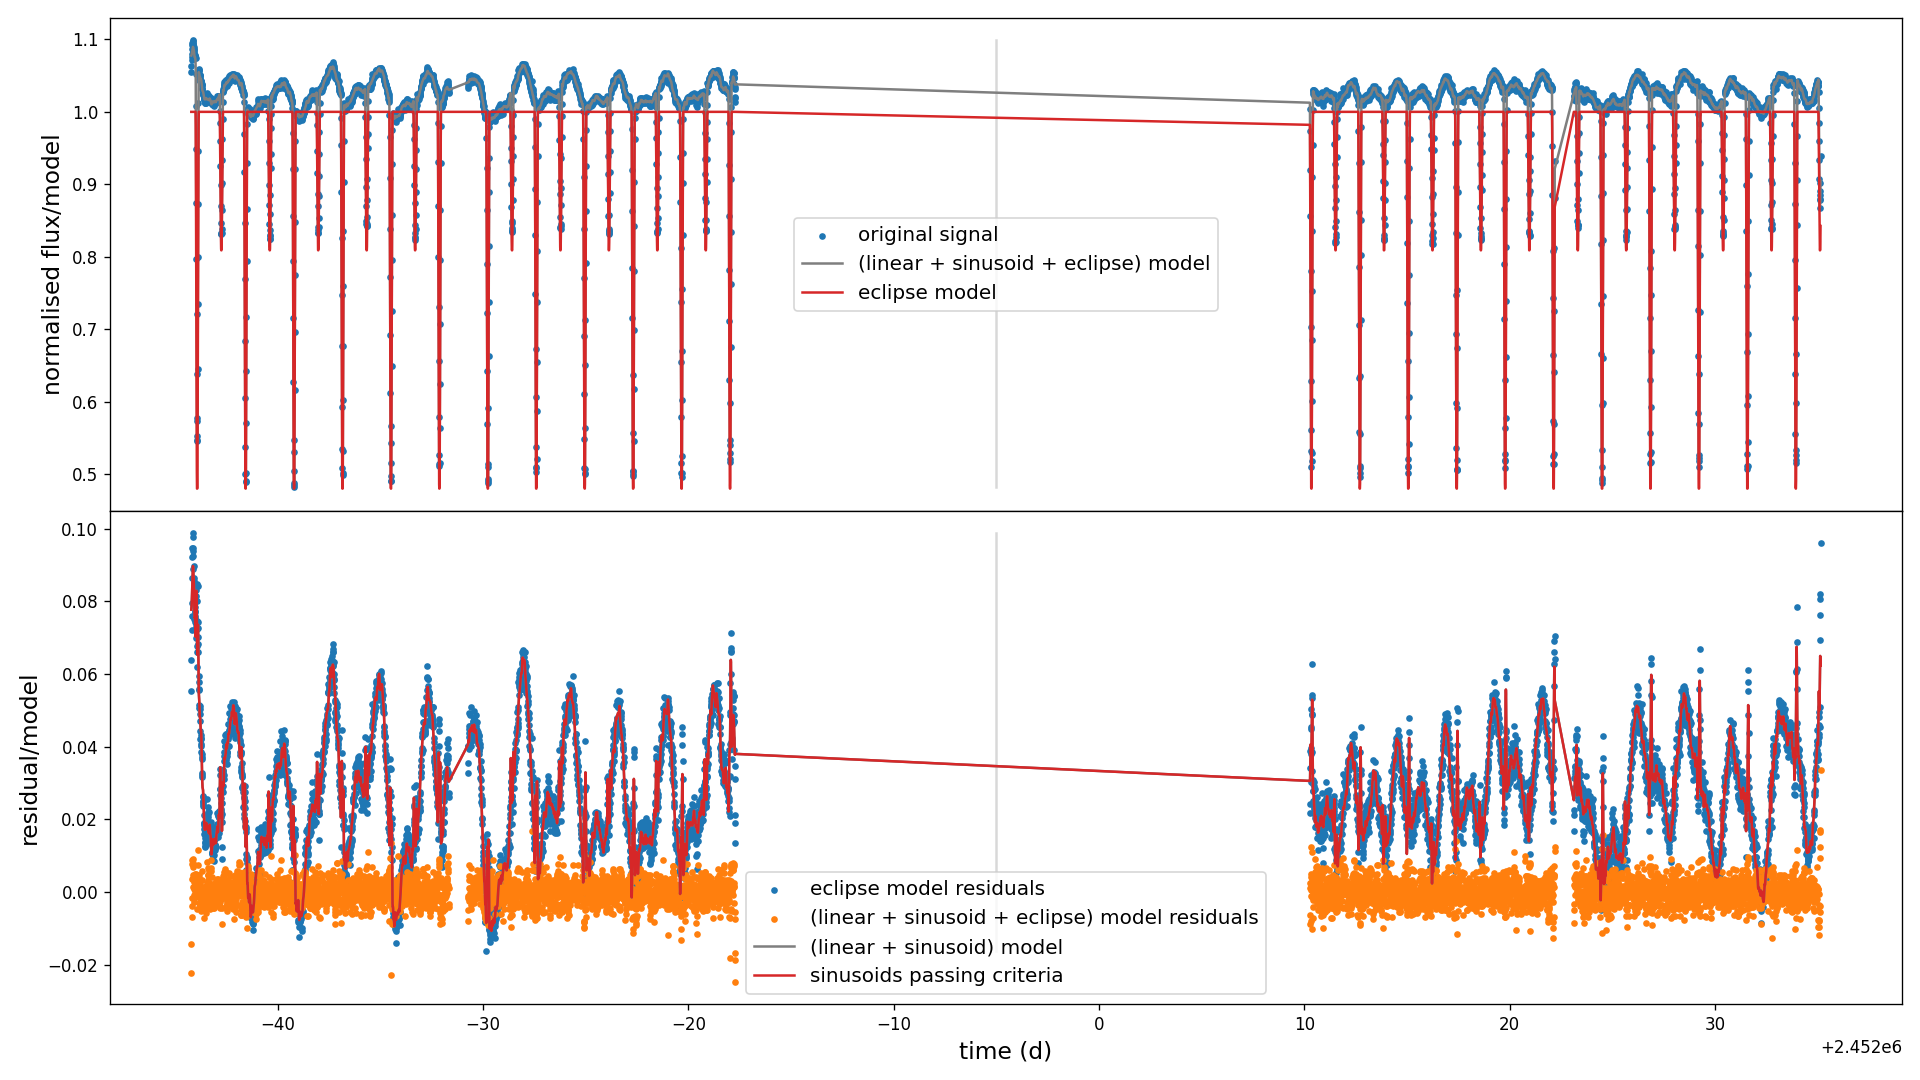 1.1
1.0
0.9
0.8
0.7
0.6
0.5
normalised flux/model
original signal
(linear + sinusoid + eclipse) model
eclipse model
0.10
0.08
0.06
0.04
0.02
0.00
−0.02
residual/model
eclipse model residuals
(linear + sinusoid + eclipse) model residuals
(linear + sinusoid) model
sinusoids passing criteria
−40 −30 −20 −10 0 10 20 30
time (d)
+2.452e6